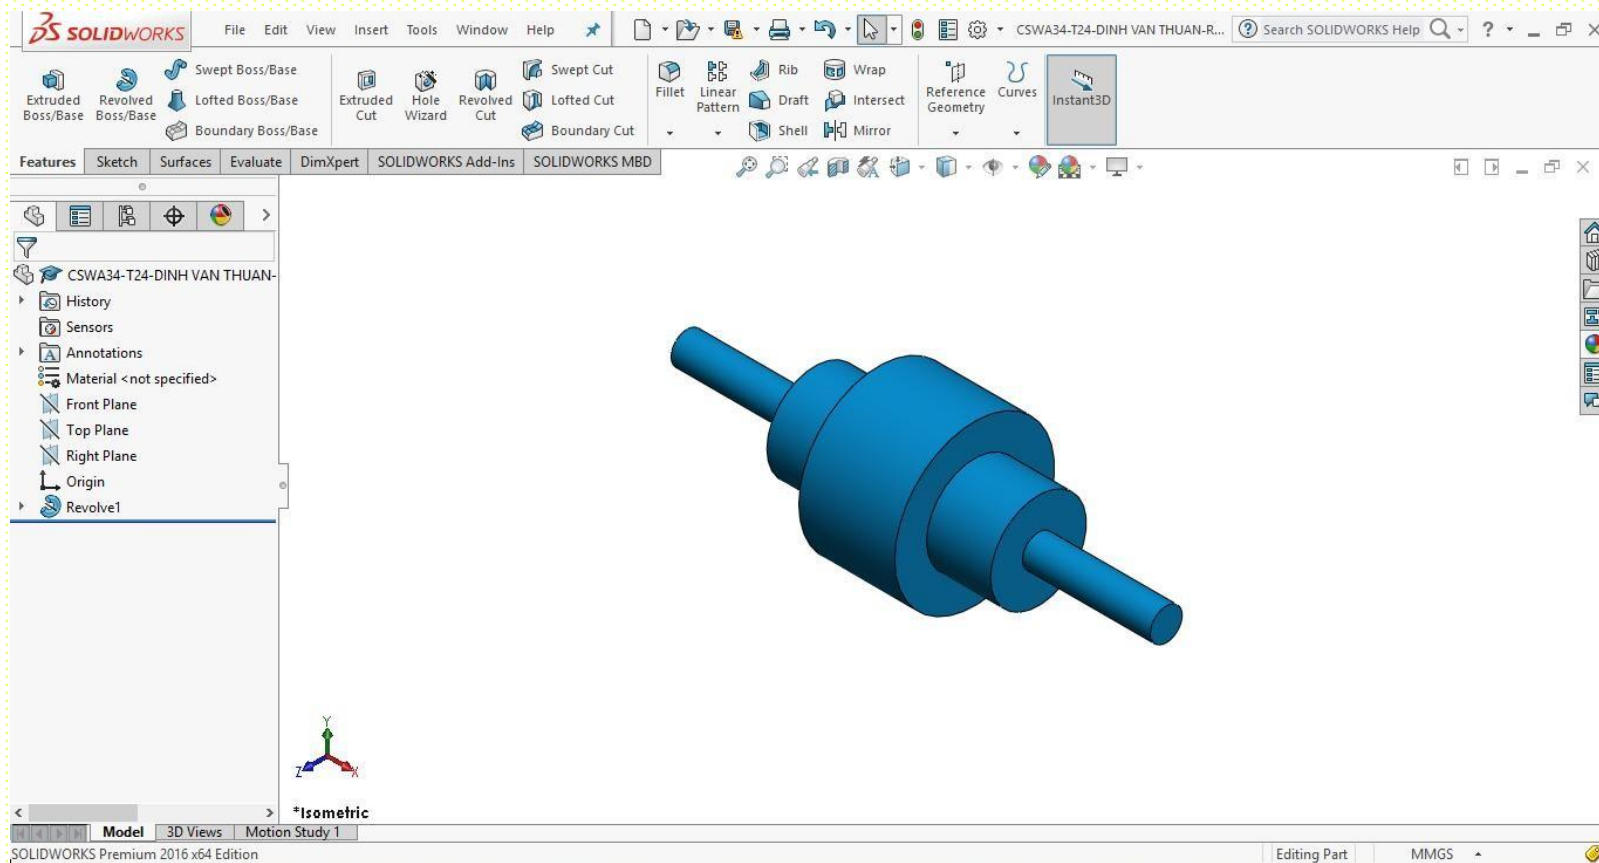 SOLIDWORKS File Edit View Insert Tools Window Help CSWA34-T24-DINH VAN THUAN-R... Search SOLIDWORKS Help ?
Extruded Boss/Base
Revolved Boss/Base
Swept Boss/Base
Lofted Boss/Base
Boundary Boss/Base
Extruded Cut
Hole Wizard
Revolved Cut
Swept Cut
Lofted Cut
Boundary Cut
Fillet
Linear Pattern
Rib
Draft
Shell
Wrap
Intersect
Mirror
Reference Geometry
Curves
Instant3D
Features Sketch Surfaces Evaluate DimXpert SOLIDWORKS Add-Ins SOLIDWORKS MBD
CSWA34-T24-DINH VAN THUAN-
History
Sensors
A Annotations
Material <not specified>
Front Plane
Top Plane
Right Plane
Origin
Revolve1
Y
Z X
*Isometric
Model 3D Views Motion Study 1
SOLIDWORKS Premium 2016 x64 Edition Editing Part MMGS